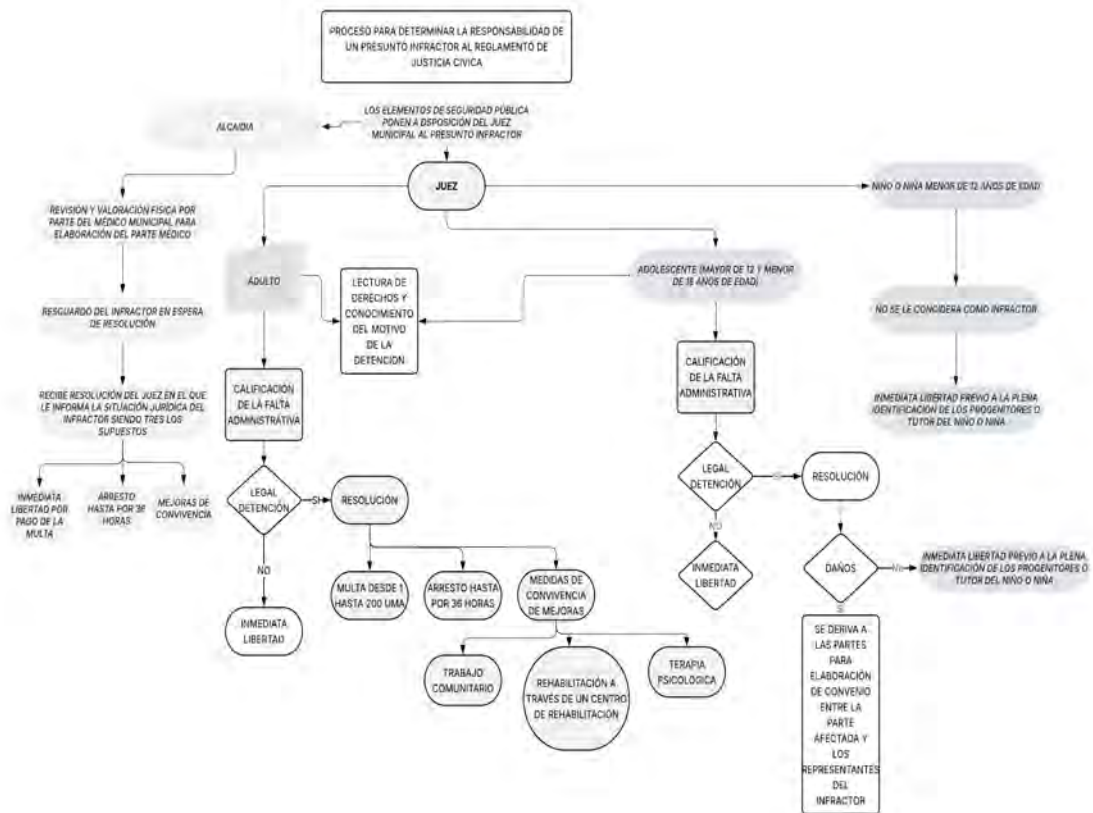 PROCESO PARA DETERMINAR LA RESPONSABILIDAD DE
UN PRESUNTO INFRACTOR AL REGLAMENTO DE
JUSTICIA CIVICA
LOS ELEMENTOS DE SEGURIDAD PÚBLICA
PONEN A DSPOSICIÓN DEL JUEZ
MUNICIPAL AL PRESUNTO INFRACTOR
ALCAIDIA
JUEZ
NIÑO O NIÑA MENOR DE 12 AÑOS DE EDAD
REVISIÓN Y VALORACIÓN FISICA POR
PARTE DEL MÉDICO MUNICIPAL PARA
ELABORACIÓN DEL PARTE MÉDICO
ADULTO
LECTURA DE
DERECHOS Y
CONOCIMIENTO
DEL MOTIVO
DE LA
DETENCION
ADOLESCENTE (MAYOR DE 12 Y MENOR
DE 18 AÑOS DE EDAD)
RESGUARDO DEL INFRACTOR EN ESPERA
DE RESOLUCIÓN
NO SE LE CONCIDERA COMO INFRACTOR
CALIFICACIÓN
DE LA FALTA
ADMINISTRATIVA
CALIFICACIÓN
DE LA FALTA
ADMINISTRATIVA
RECIBE RESOLUCIÓN DEL JUEZ EN EL QUE
LE INFORMA LA SITUACIÓN JURÍDICA DEL
INFRACTOR SIENDO TRES LOS
SUPUESTOS
INMEDIATA LIBERTAD PREVIO A LA PLENA
IDENTIFICACIÓN DE LOS PROGENITORES O
TUTOR DEL NIÑO O NIÑA
INMEDIATA
LIBERTAD POR
PAGO DE LA
MULTA
ARRESTO
HASTA POR 36
HORAS
MEJORAS DE
CONVIVENCIA
LEGAL
DETENCIÓN
SI
RESOLUCIÓN
LEGAL
DETENCIÓN
SI
RESOLUCIÓN
NO
NO
INMEDIATA
LIBERTAD
MULTA DESDE 1
HASTA 200 UMA
ARRESTO HASTA
POR 36 HORAS
MEDIDAS DE
CONVIVENCIA
DE MEJORAS
INMEDIATA
LIBERTAD
DAÑOS
No
INMEDIATA LIBERTAD PREVIO A LA PLENA
IDENTIFICACIÓN DE LOS PROGENITORES O
TUTOR DEL NIÑO O NIÑA
TRABAJO
COMUNITARIO
REHABILITACIÓN A
TRAVÉS DE UN CENTRO
DE REHABILITACIÓN
TERAPIA
PSICOLÓGICA
SE DERIVA A
LAS PARTES
PARA
ELABORACIÓN
DE CONVENIO
ENTRE LA
PARTE
AFECTADA Y
LOS
REPRESENTANTES
DEL
INFRACTOR